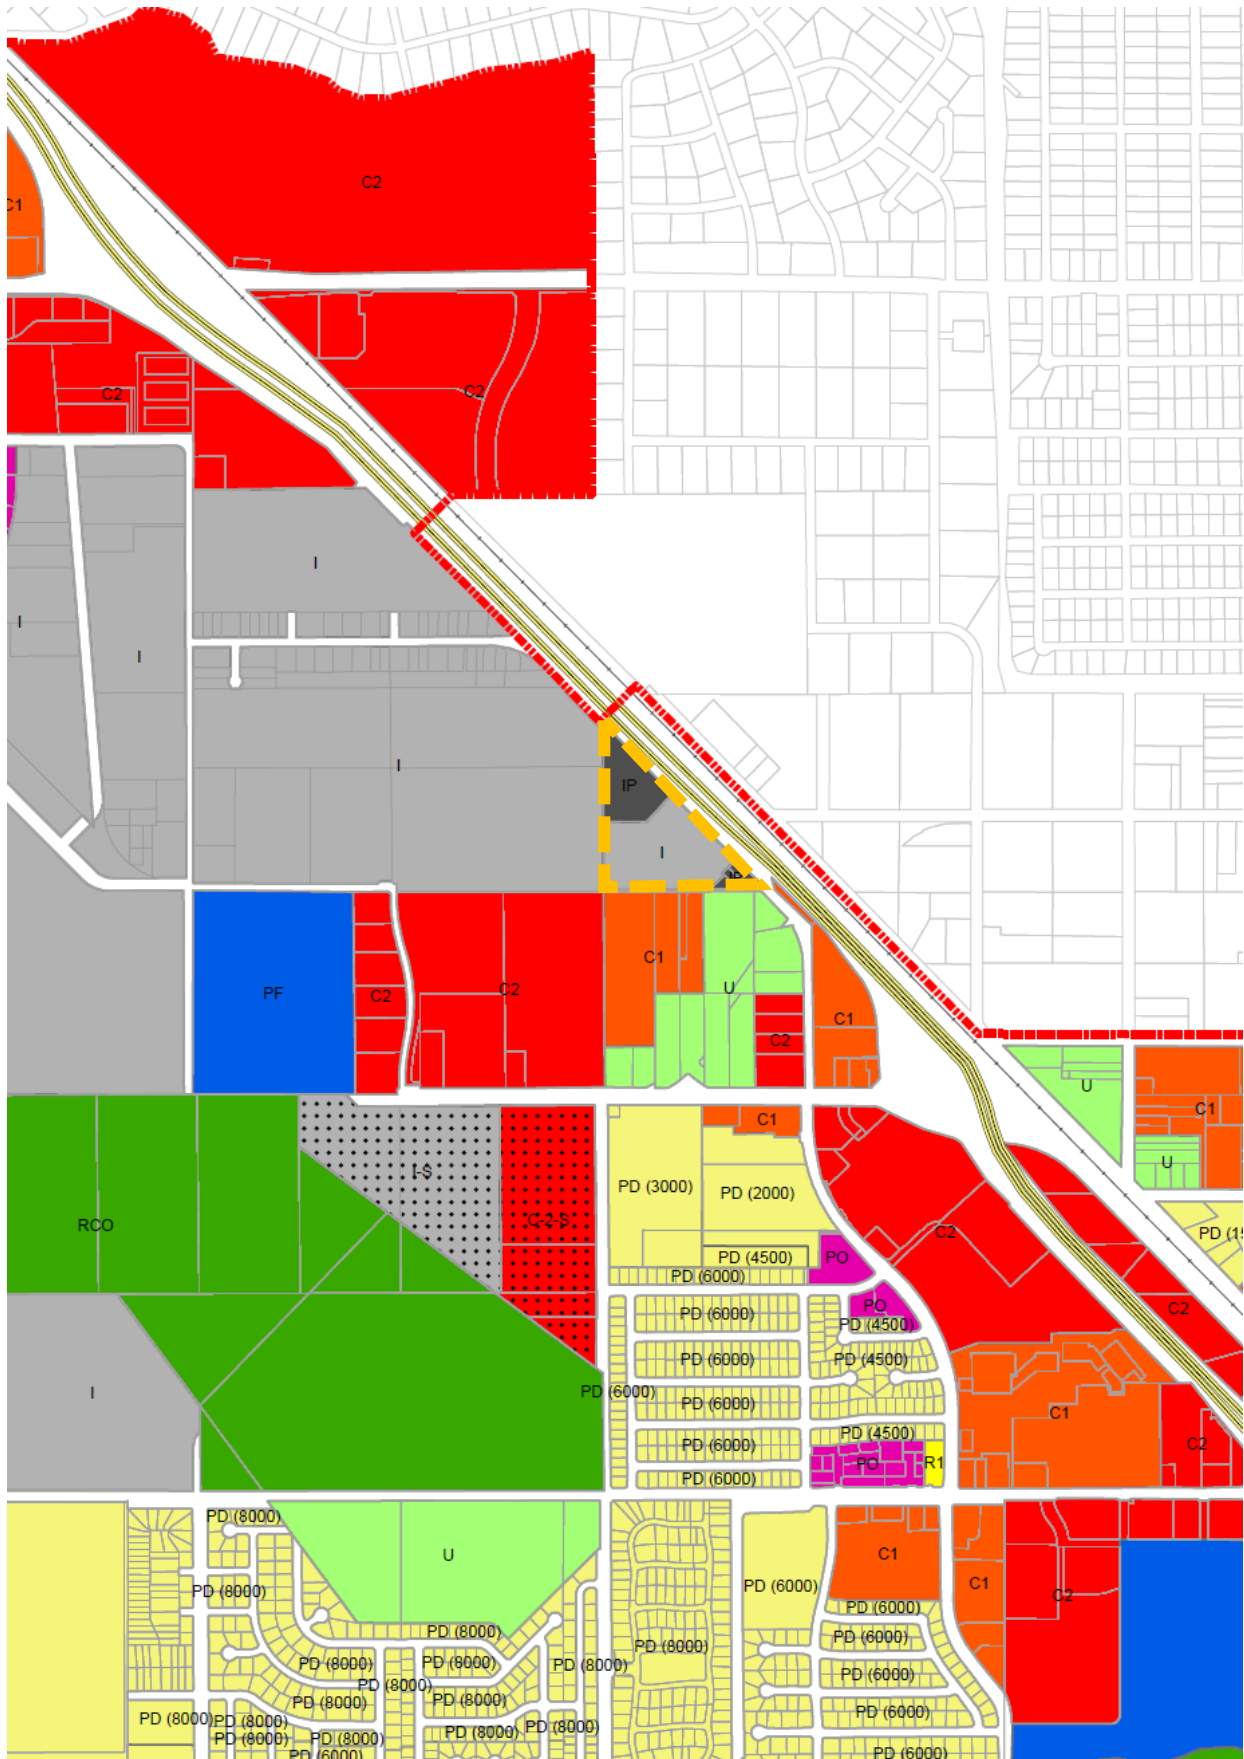 C2
C1
C2
C2
I
I
I
I
IP
I
IP
C1
U
C2
PF
C2
C2
C1
C2
U
C1
U
C1
I-S
PD (3000)
PD (2000)
C-2-S
RCO
C2
PD (4500)
PO
PD (6000)
PD (15
PO
C2
PD (6000)
PD (4500)
PD (6000)
PD (4500)
I
PD (6000)
PD (6000)
C1
PD (4500)
PD (6000)
C2
PO
R1
PD (6000)
PD (8000)
U
C1
C1
PD (8000)
PD (6000)
C2
PD (6000)
PD (8000)
PD (6000)
PD (8000)
PD (8000)
PD (8000)
PD (8000)
PD (6000)
PD (8000)
PD (8000)
PD (8000)
PD (6000)
PD (8000)
PD (8000)
PD (8000)
PD (8000)
PD (8000)
PD (8000)
PD (6000)
PD (6000)